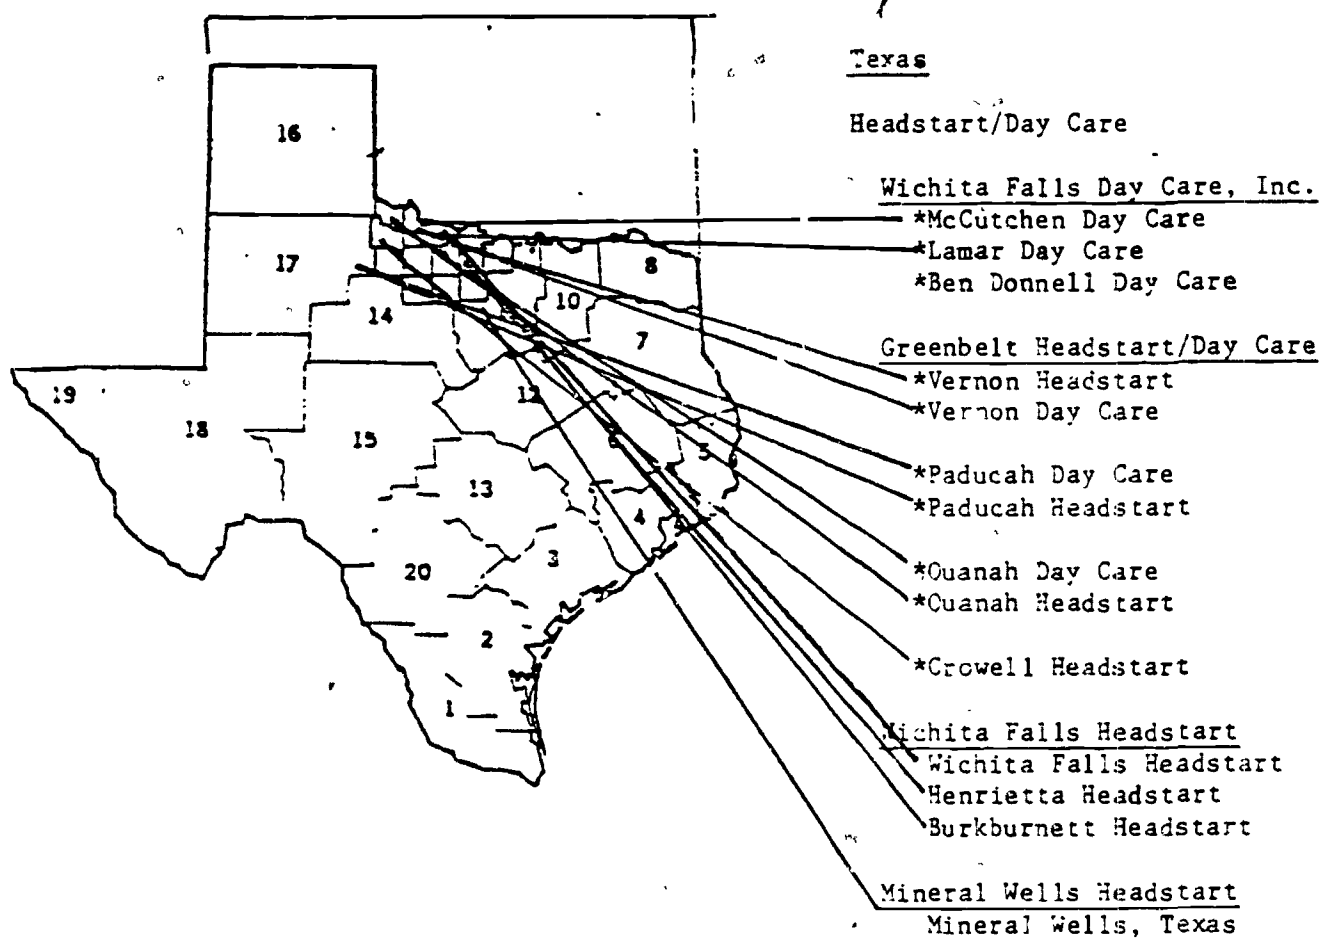 Texas
Headstart/Day Care
Wichita Falls Day Care, Inc.
*McCutchen Day Care
*Lamar Day Care
*Ben Donnell Day Care
Greenbelt Headstart/Day Care
*Vernon Headstart
*Vernon Day Care
*Paducah Day Care
*Paducah Headstart
*Ouanah Day Care
*Ouanah Headstart
*Crowell Headstart
Wichita Falls Headstart
Wichita Falls Headstart
Henrietta Headstart
Burkburnett Headstart
Mineral Wells Headstart
Mineral Wells, Texas
16
17
8
10
14
7
19
12
18
15
6
5
13
4
3
20
2
1